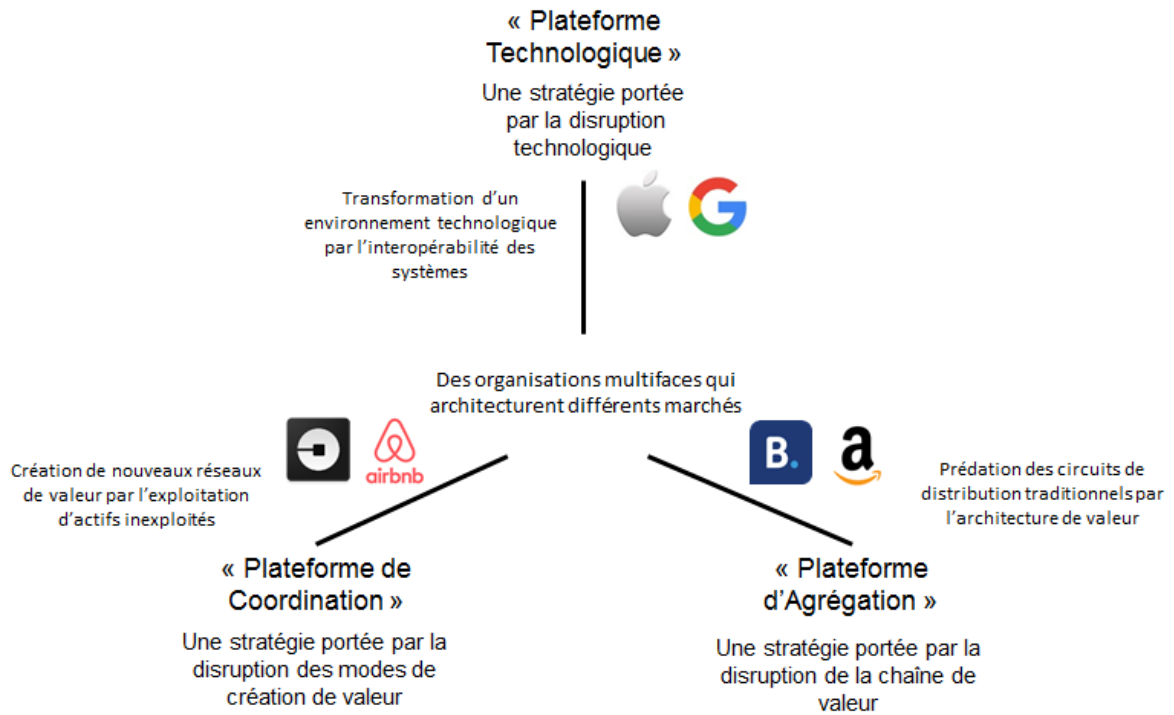 « Plateforme
Technologique »
Une stratégie portée
par la disruption
technologique
Transformation d’un
environnement technologique
par l’interopérabilité des
systèmes
Des organisations multifaces qui
architecturent différents marchés
airbnb
B.
a
Création de nouveaux réseaux
de valeur par l’exploitation
d’actifs inexploités
Prédation des circuits de
distribution traditionnels par
l’architecture de valeur
« Plateforme de
Coordination »
Une stratégie portée par la
disruption des modes de
création de valeur
« Plateforme
d’Agrégation »
Une stratégie portée par la
disruption de la chaîne de
valeur